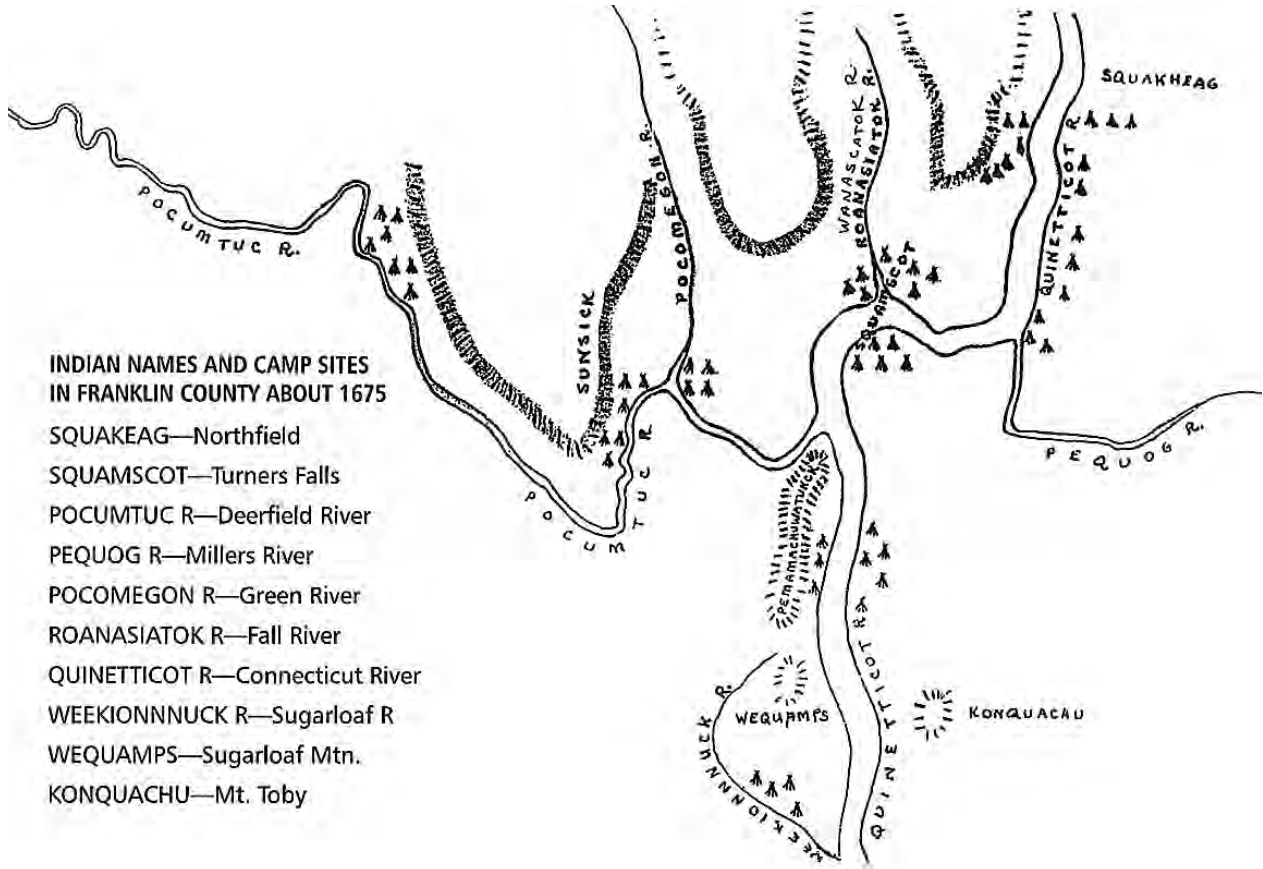 SQUAKHEAG
POCUMTUC R.
POCOMEGON R.
WANASCATOK R.
ROANASIATOK R.
QUINETTICOT R
SQUAMSCOT
SUNSICK
INDIAN NAMES AND CAMP SITES
IN FRANKLIN COUNTY ABOUT 1675
SQUAKEAG—Northfield
SQUAMSCOT—Turners Falls
POCUMTUC R—Deerfield River
PEQUOG R—Millers River
POCOMEGON R—Green River
ROANASIATOK R—Fall River
QUINETTICOT R—Connecticut River
WEEKIONNNUCK R—Sugarloaf R
WEQUAMPS—Sugarloaf Mtn.
KONQUACHU—Mt. Toby
POCUMTUC R.
PEQUOG R.
QUINETTICOT R
WEEKIONNNUCK R.
WEQUAMPS
KONQUACHU